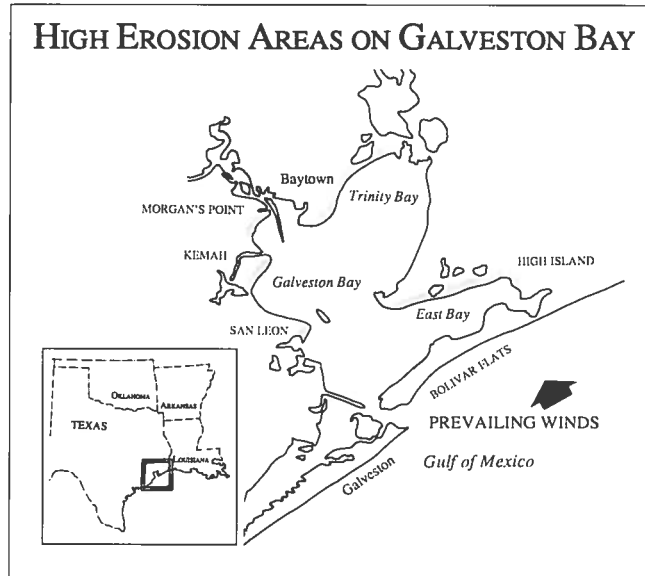 HIGH EROSION AREAS ON GALVESTON BAY
Baytown
Trinity Bay
MORGAN'S POINT
KEMAH
HIGH ISLAND
Galveston Bay
East Bay
SAN LEON
BOLIVAR FLATS
PREVAILING WINDS
Galveston
Gulf of Mexico
OKLAHOMA
ARKANSAS
TEXAS
LOUISIANA